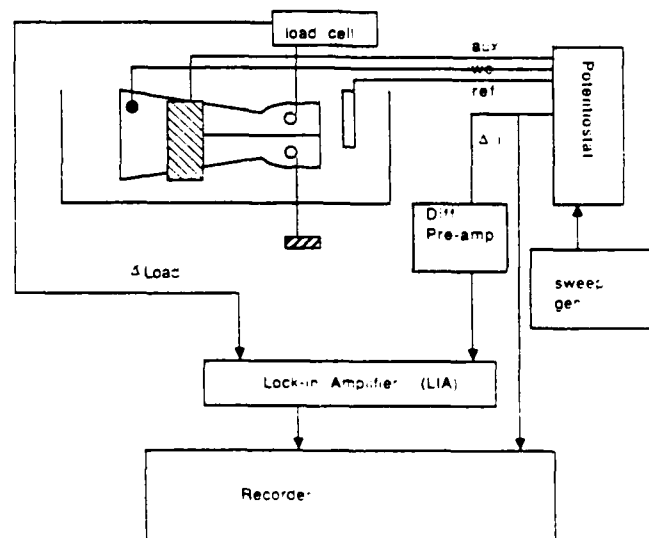 load cell
aux
we
ref
Potentiostat
Δ i
Diff
Pre-amp
Δ Load
sweep
gen
Lock-in Amplifier (LIA)
Recorder